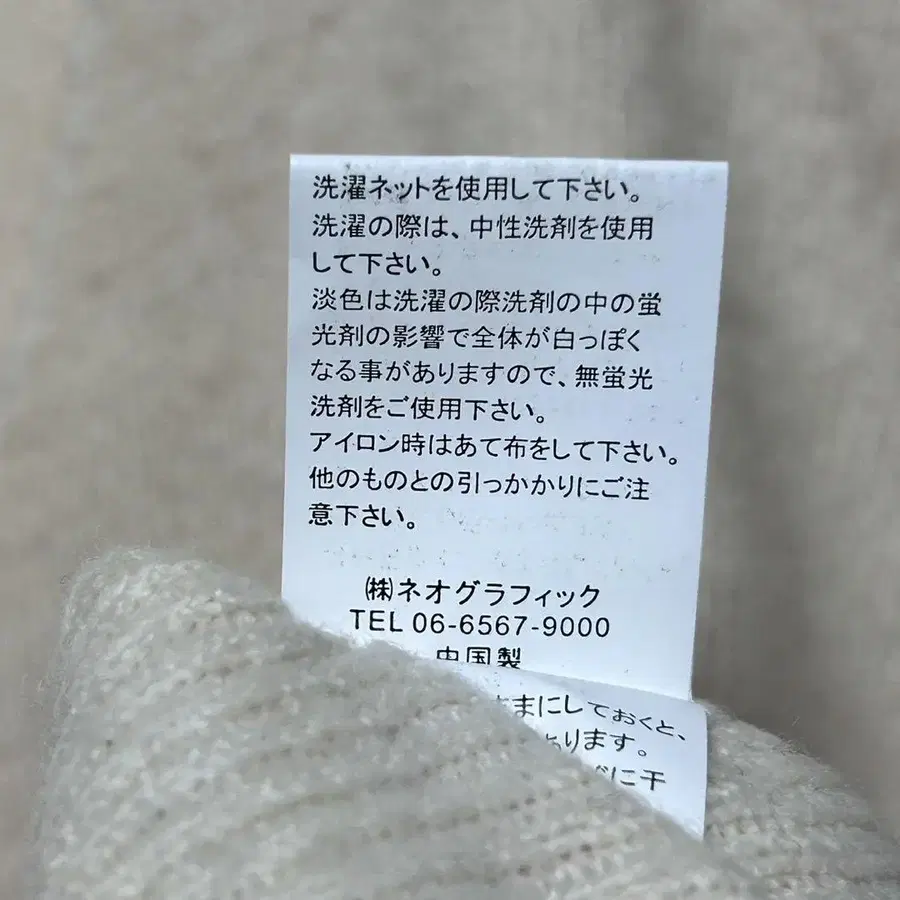 洗濯ネットを使用して下さい。
洗濯の際は、中性洗剤を使用
して下さい。
淡色は洗濯の際洗剤の中の蛍
光剤の影響で全体が白っぽく
なる事がありますので、無蛍光
洗剤をご使用下さい。
アイロン時はあて布をして下さい。
他のものとの引っかかりにご注
意下さい。
㈱ネオグラフィック
TEL 06-6567-9000
中国製
まにしておくと、
ります。
に干